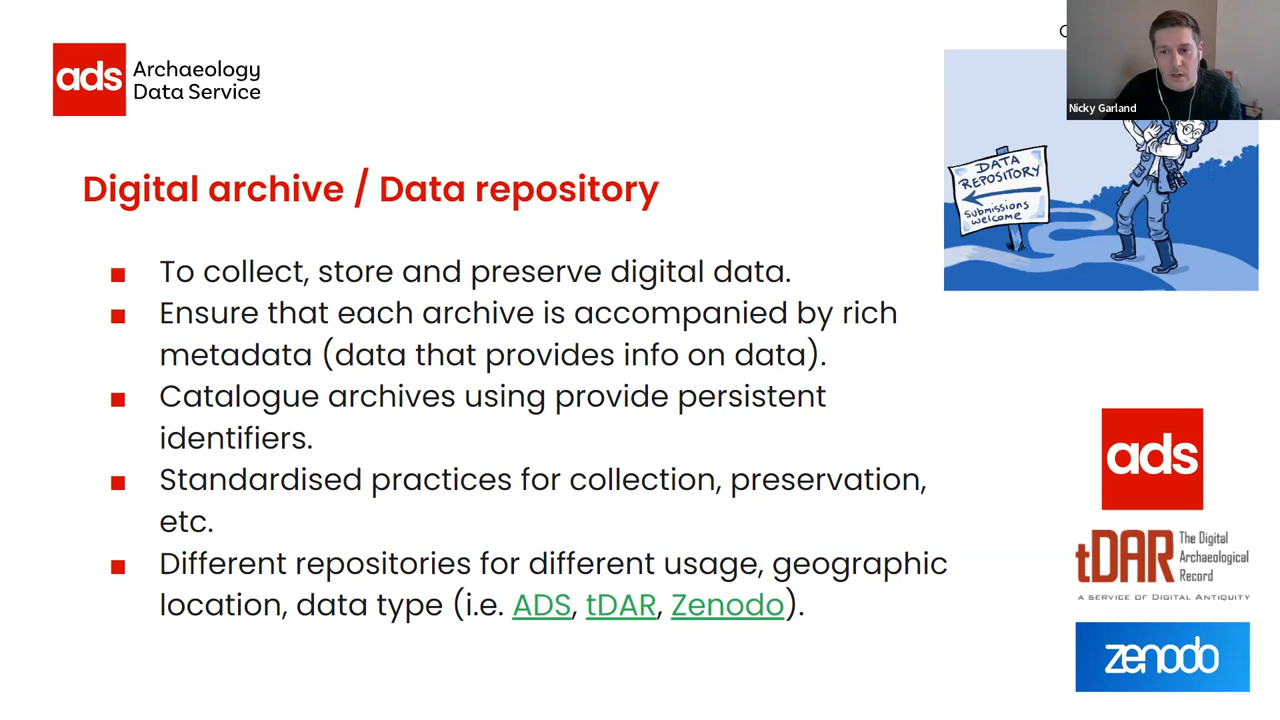 ads Archaeology
Data Service
Nicky Garland
DATA
REPOSITORY
submissions
welcome
Digital archive / Data repository
To collect, store and preserve digital data.
Ensure that each archive is accompanied by rich
metadata (data that provides info on data).
Catalogue archives using provide persistent
identifiers.
Standardised practices for collection, preservation,
etc.
Different repositories for different usage, geographic
location, data type (i.e. ADS, tDAR, Zenodo).
ads
tDAR The Digital
Archaeological
Record
A SERVICE OF DIGITAL ANTIQUITY
zenodo